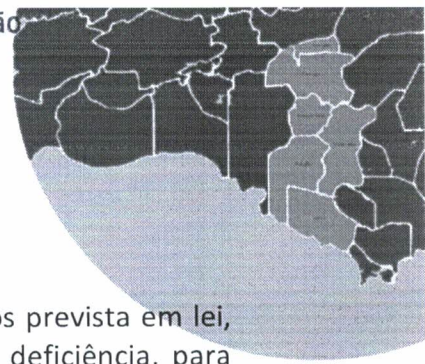 ão
os prevista em lei,
deficiência, para